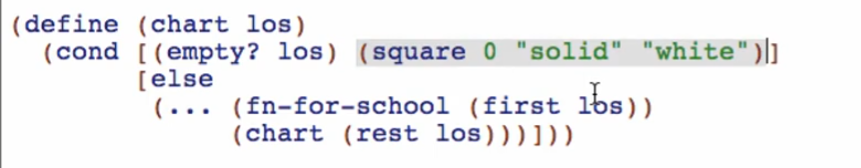 (define (chart los)
(cond [(empty? los) (square 0 "solid" "white")]
[else
(... (fn-for-school (first los))
(chart (rest los)))]))